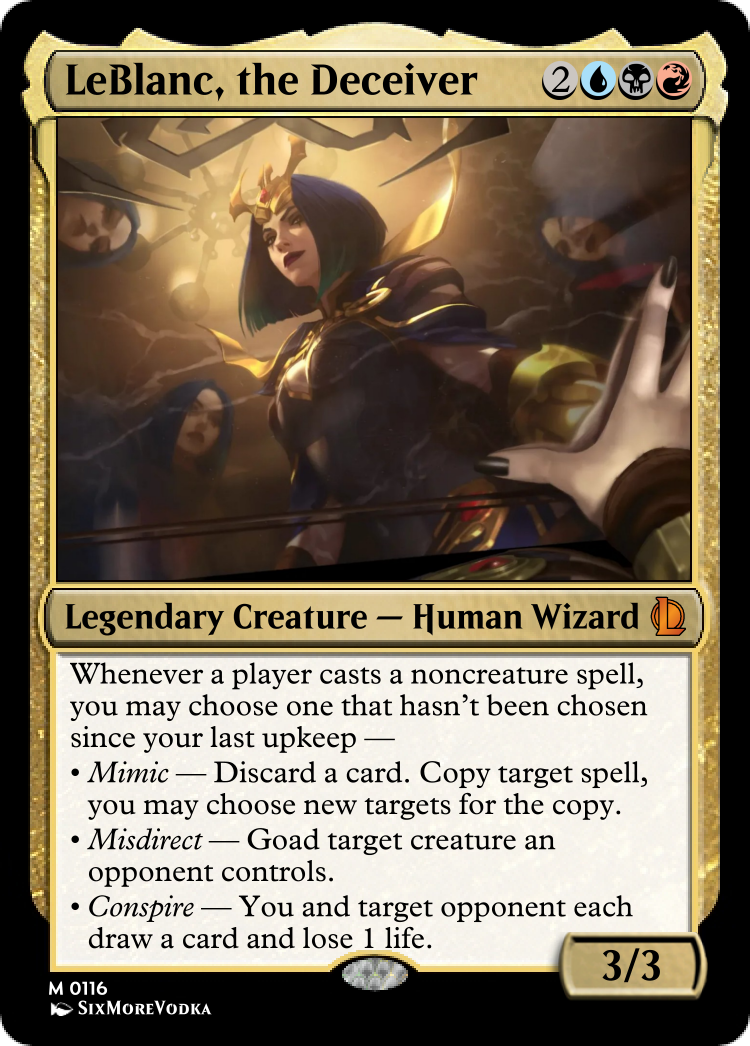 LeBlanc, the Deceiver 2
Legendary Creature — Human Wizard
Whenever a player casts a noncreature spell,
you may choose one that hasn't been chosen
since your last upkeep —
• Mimic — Discard a card. Copy target spell,
you may choose new targets for the copy.
• Misdirect — Goad target creature an
opponent controls.
• Conspire — You and target opponent each
draw a card and lose 1 life.
3/3
M 0116
SixMoreVodka